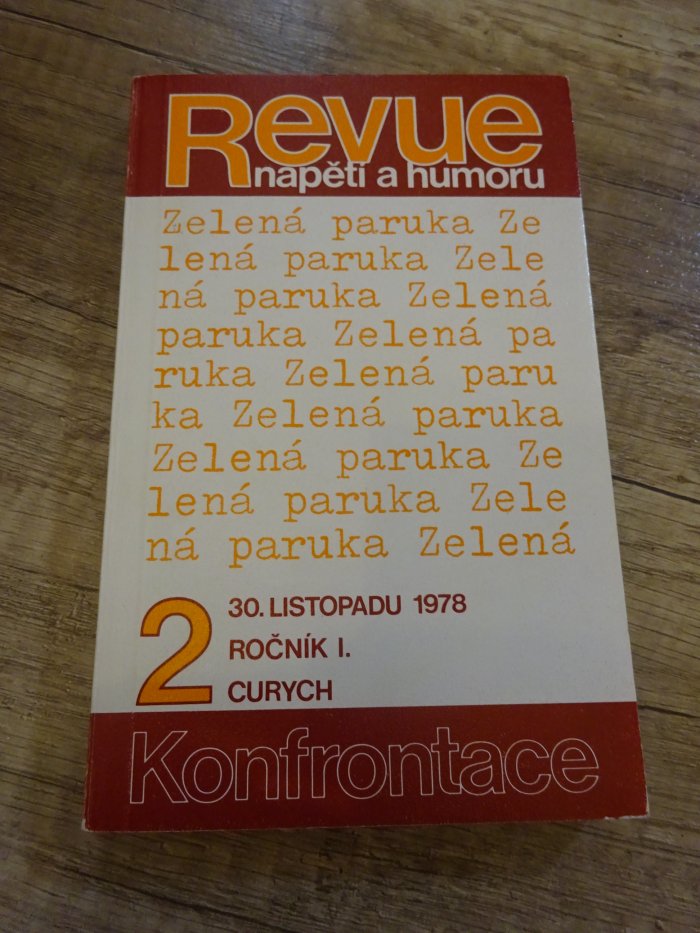 Revue
napětí a humoru
Zelená paruka Ze
lená paruka Zele
ná paruka Zelená
paruka Zelená pa
ruka Zelená paru
ka Zelená paruka
Zelená paruka Ze
lená paruka Zele
ná paruka Zelená
2
30. LISTOPADU 1978
ROČNÍK I.
CURYCH
Konfrontace